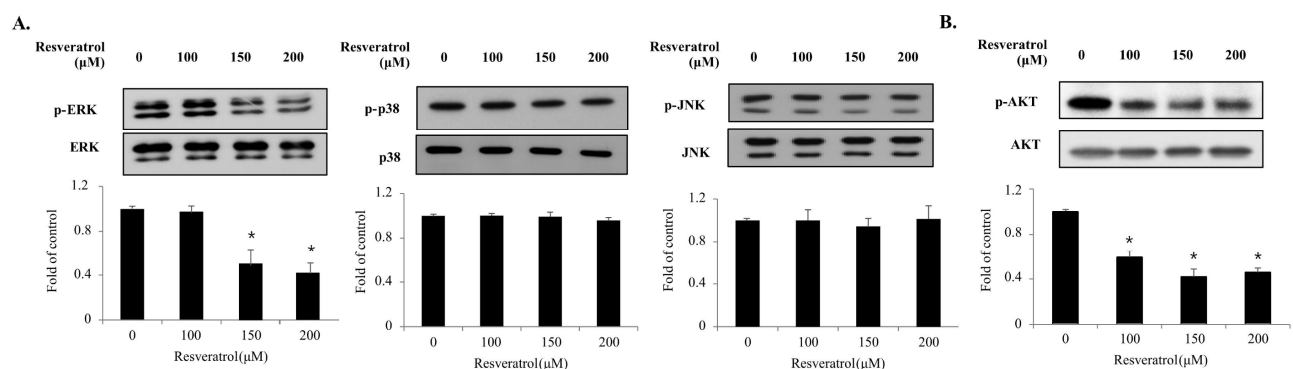 A.
Resveratrol
(μM)
0 100 150 200
p-ERK
ERK
1.2
0.8
0.4
0
Fold of control
* *
0 100 150 200
Resveratrol(μM)
Resveratrol
(μM)
0 100 150 200
p-p38
p38
1.2
0.8
0.4
0
Fold of control
0 100 150 200
Resveratrol(μM)
Resveratrol
(μM)
0 100 150 200
p-JNK
JNK
1.2
0.8
0.4
0
Fold of control
0 100 150 200
Resveratrol(μM)
B.
Resveratrol
(μM)
0 100 150 200
p-AKT
AKT
1.2
0.8
0.4
0
Fold of control
* * *
0 100 150 200
Resveratrol(μM)